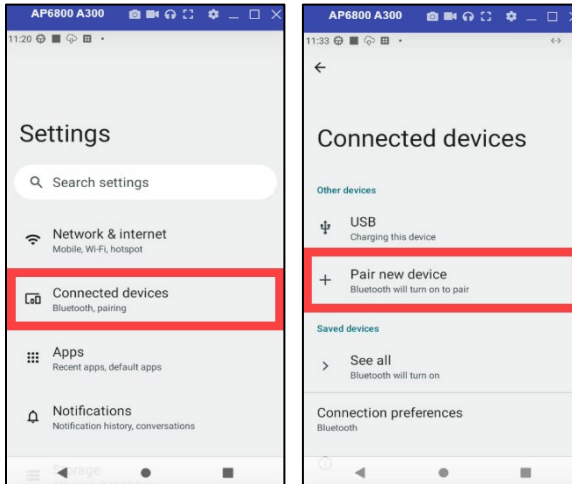 AP6800 A300
11:20
Settings
Search settings
Network & internet
Mobile, Wi-Fi, hotspot
Connected devices
Bluetooth, pairing
Apps
Recent apps, default apps
Notifications
Notification history, conversations
Storage
AP6800 A300
11:33
Connected devices
Other devices
USB
Charging this device
Pair new device
Bluetooth will turn on to pair
Saved devices
See all
Bluetooth will turn on
Connection preferences
Bluetooth